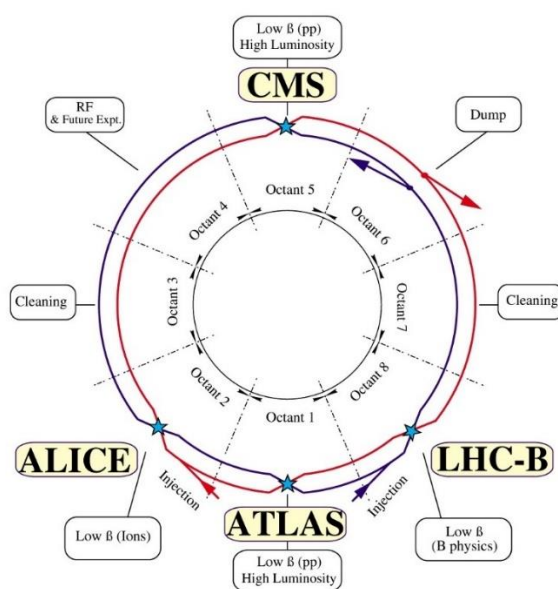 Low ß (pp)
High Luminosity
CMS
RF
& Future Expt.
Dump
Octant 5
Octant 4
Octant 6
Octant 3
Octant 7
Cleaning
Cleaning
Octant 2
Octant 8
Octant 1
ALICE
LHC-B
Injection
ATLAS
Injection
Low ß (Ions)
Low ß
(B physics)
Low ß (pp)
High Luminosity